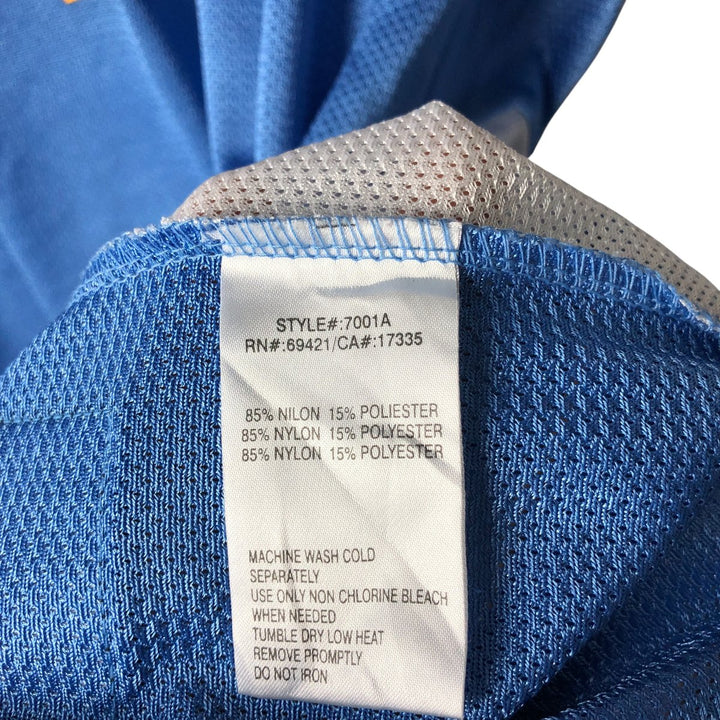 STYLE#:7001A
RN#:69421/CA#:17335
85% NILON 15% POLIESTER
85% NYLON 15% POLYESTER
85% NYLON 15% POLYESTER
MACHINE WASH COLD
SEPARATELY
USE ONLY NON CHLORINE BLEACH
WHEN NEEDED
TUMBLE DRY LOW HEAT
REMOVE PROMPTLY
DO NOT IRON